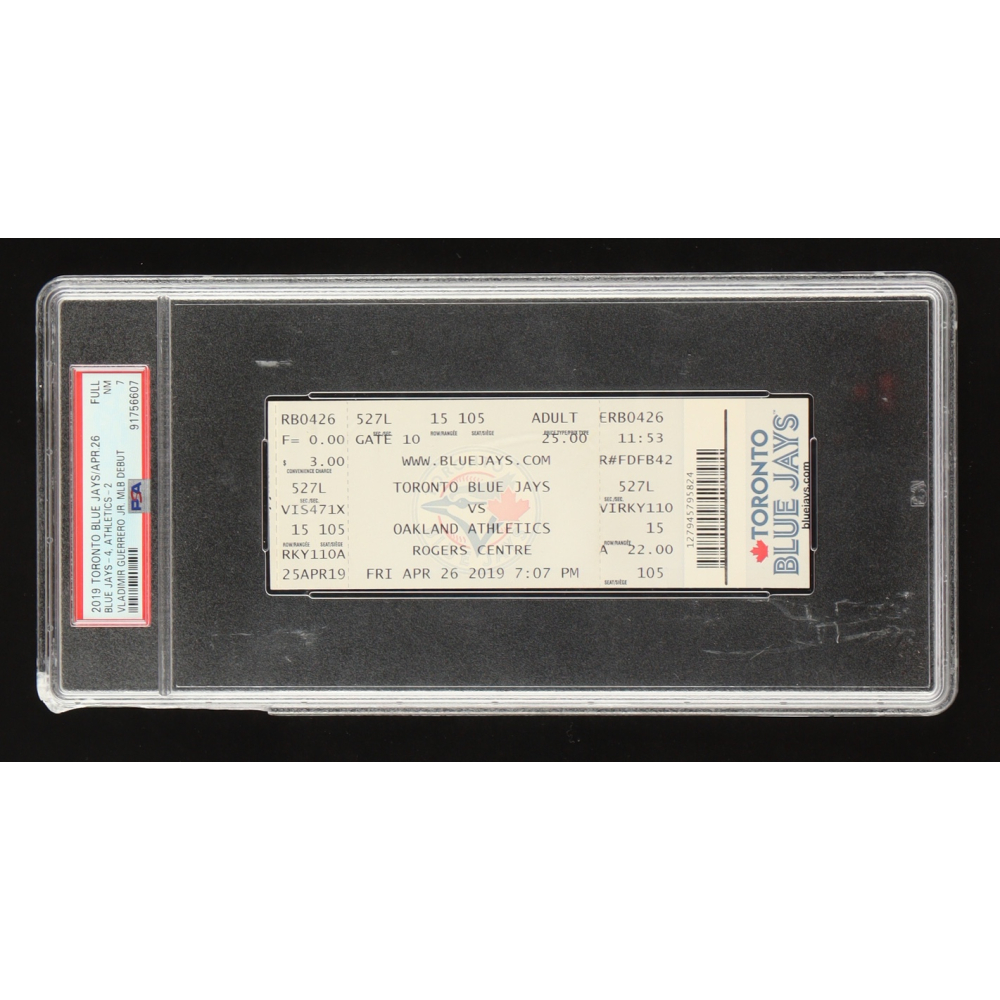 2019 TORONTO BLUE JAYS/APR.26 FULL
BLUE JAYS-4, ATHLETICS-2 NM
VLADIMIR GUERRERO JR. MLB DEBUT 7
PSA 91756607
RB0426 527L 15 105 ADULT ERB0426
F= 0.00 GATE 10 25.00 11:53
$ 3.00 WWW.BLUEJAYS.COM R#FDFB42
CONVENIENCE CHARGE
527L TORONTO BLUE JAYS 527L
VIS471X VS VIRKY110
15 105 OAKLAND ATHLETICS 15
RKY110A ROGERS CENTRE A 22.00
25APR19 FRI APR 26 2019 7:07 PM 105
127945795824
TORONTO
BLUE JAYS
bluejays.com